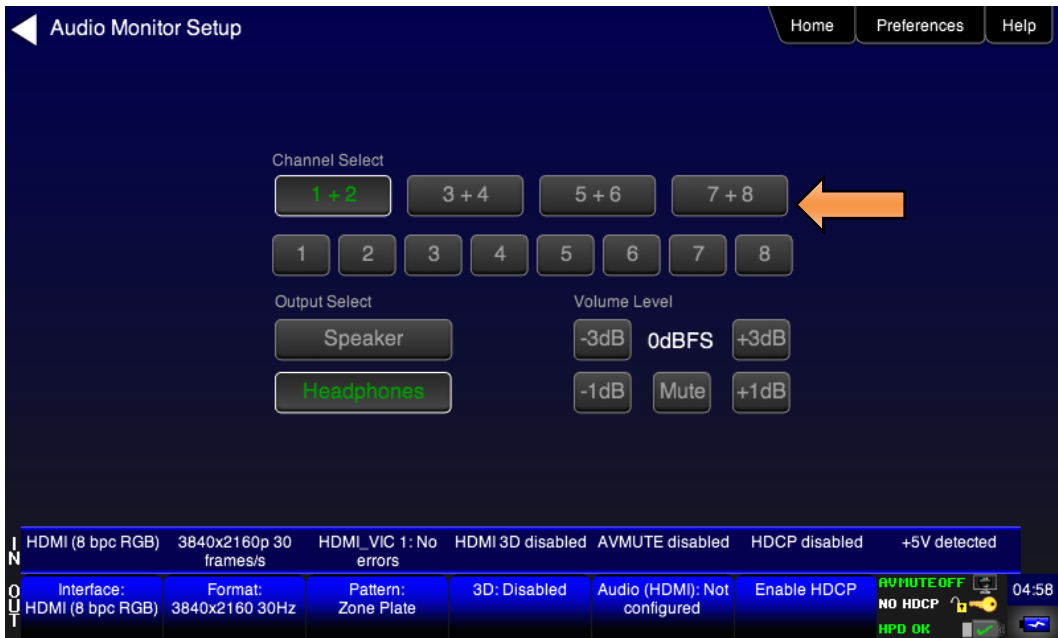 Audio Monitor Setup
Home
Preferences
Help
Channel Select
1 + 2
3 + 4
5 + 6
7 + 8
1
2
3
4
5
6
7
8
Output Select
Volume Level
Speaker
-3dB
0dBFS
+3dB
Headphones
-1dB
Mute
+1dB
IN
HDMI (8 bpc RGB)
3840x2160p 30
frames/s
HDMI_VIC 1: No
errors
HDMI 3D disabled
AVMUTE disabled
HDCP disabled
+5V detected
OUT
Interface:
HDMI (8 bpc RGB)
Format:
3840x2160 30Hz
Pattern:
Zone Plate
3D: Disabled
Audio (HDMI): Not
configured
Enable HDCP
AVMUTE OFF
NO HDCP
HPD OK
04:58